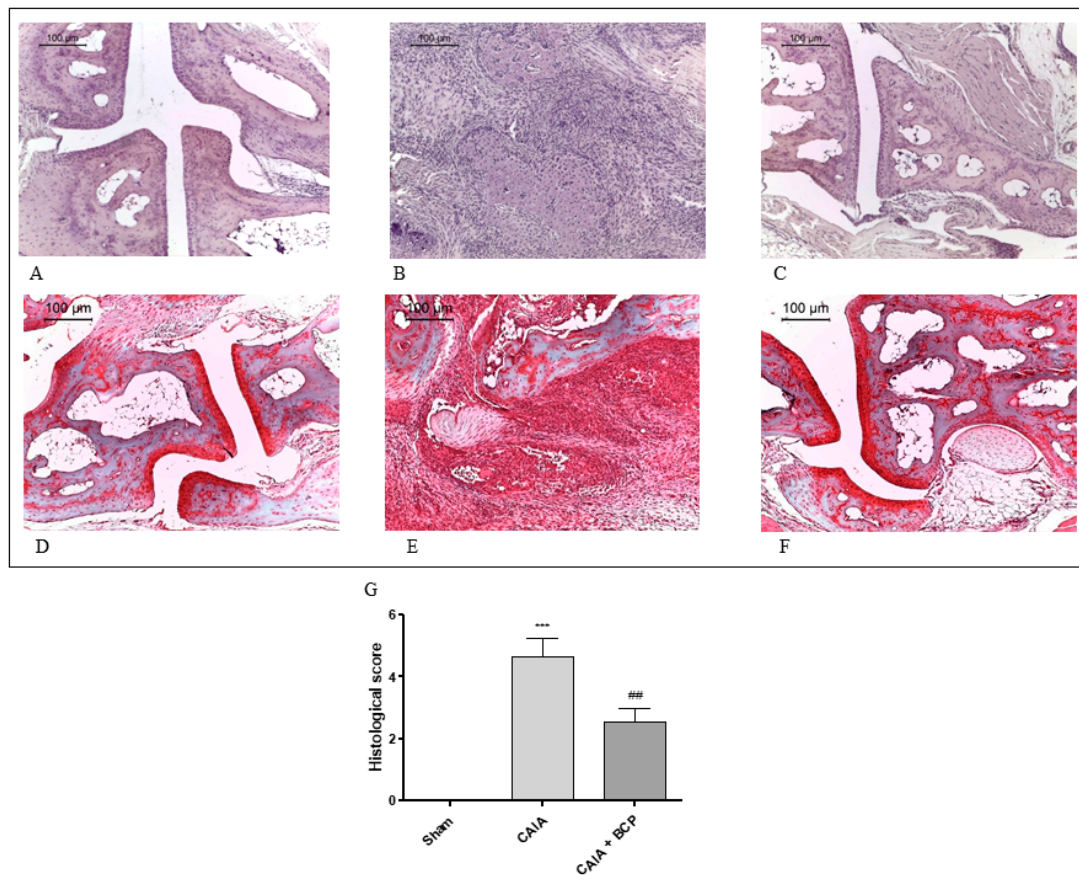 100 µm
100 µm
100 µm
A
B
C
100 µm
100 µm
100 µm
D
E
F
G
6
***
4
##
2
0
Histological score
Sham
CAIA
CAIA + BCP